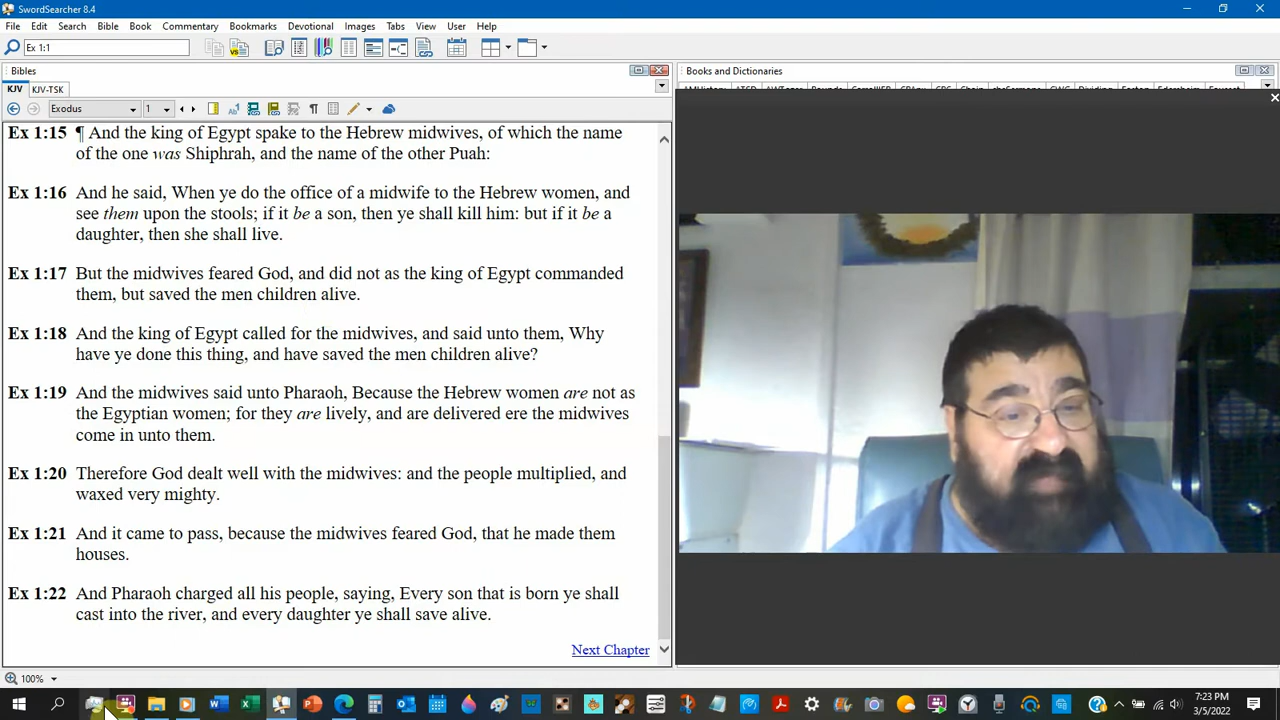 SwordSearcher 8.4
File Edit Search Bible Book Commentary Bookmarks Devotional Images Tabs View User Help
Ex 1:1
Bibles
Books and Dictionaries
KJV KJV-TSK
Exodus 1
Ex 1:15 ¶ And the king of Egypt spake to the Hebrew midwives, of which the name
of the one was Shiphrah, and the name of the other Puah:
Ex 1:16 And he said, When ye do the office of a midwife to the Hebrew women, and
see them upon the stools; if it be a son, then ye shall kill him: but if it be a
daughter, then she shall live.
Ex 1:17 But the midwives feared God, and did not as the king of Egypt commanded
them, but saved the men children alive.
Ex 1:18 And the king of Egypt called for the midwives, and said unto them, Why
have ye done this thing, and have saved the men children alive?
Ex 1:19 And the midwives said unto Pharaoh, Because the Hebrew women are not as
the Egyptian women; for they are lively, and are delivered ere the midwives
come in unto them.
Ex 1:20 Therefore God dealt well with the midwives: and the people multiplied, and
waxed very mighty.
Ex 1:21 And it came to pass, because the midwives feared God, that he made them
houses.
Ex 1:22 And Pharaoh charged all his people, saying, Every son that is born ye shall
cast into the river, and every daughter ye shall save alive.
Next Chapter
100%
7:23 PM
3/5/2022